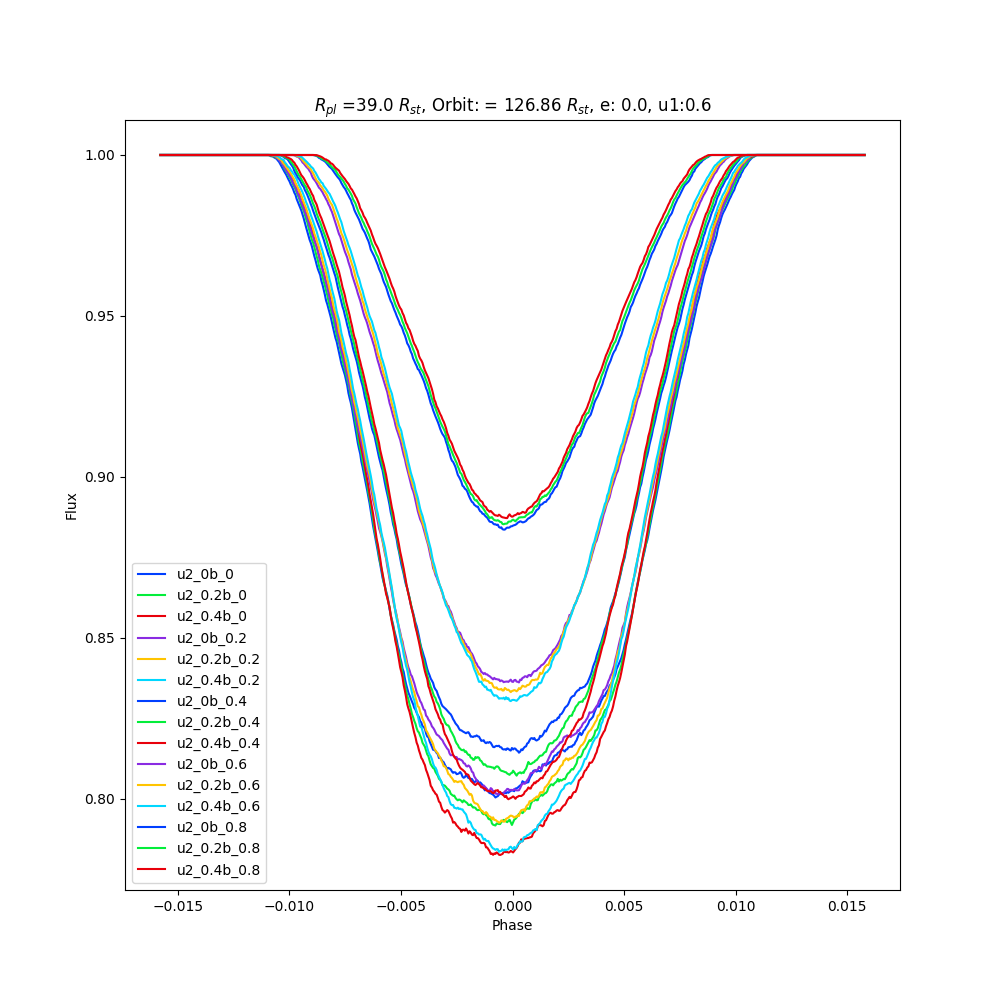 R_pl =39.0 R_st, Orbit: = 126.86 R_st, e: 0.0, u1:0.6
1.00
0.95
0.90
0.85
0.80
Flux
u2_0b_0
u2_0.2b_0
u2_0.4b_0
u2_0b_0.2
u2_0.2b_0.2
u2_0.4b_0.2
u2_0b_0.4
u2_0.2b_0.4
u2_0.4b_0.4
u2_0b_0.6
u2_0.2b_0.6
u2_0.4b_0.6
u2_0b_0.8
u2_0.2b_0.8
u2_0.4b_0.8
−0.015 −0.010 −0.005 0.000 0.005 0.010 0.015
Phase